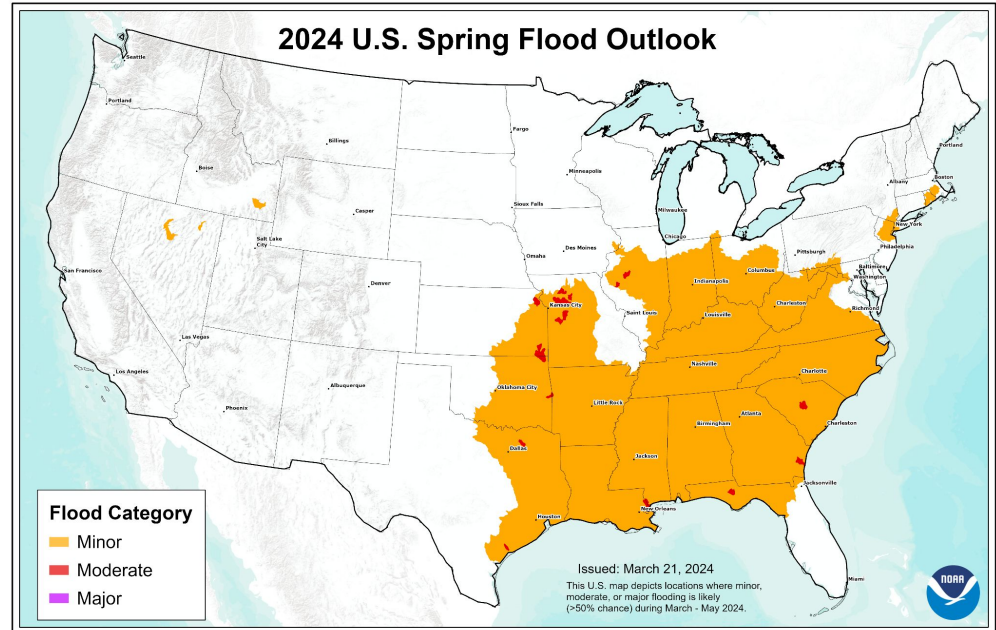 2024 U.S. Spring Flood Outlook
Seattle
Portland
Billings
Fargo
Boise
Minneapolis
Portland
Albany
Boston
Casper
Sioux Falls
Milwaukee
New York
Salt Lake
City
Chicago
Philadelphia
Omaha
Des Moines
Pittsburgh
San Francisco
Denver
Indianapolis
Columbus
Baltimore
Washington
Kansas City
Saint Louis
Charleston
Richmond
Louisville
Las Vegas
Nashville
Los Angeles
Albuquerque
Oklahoma City
Charlotte
Phoenix
Little Rock
Atlanta
Birmingham
Charleston
Dallas
Jackson
Jacksonville
Houston
New Orleans
Miami
Flood Category
Minor
Moderate
Major
Issued: March 21, 2024
This U.S. map depicts locations where minor,
moderate, or major flooding is likely
(>50% chance) during March - May 2024.
NOAA